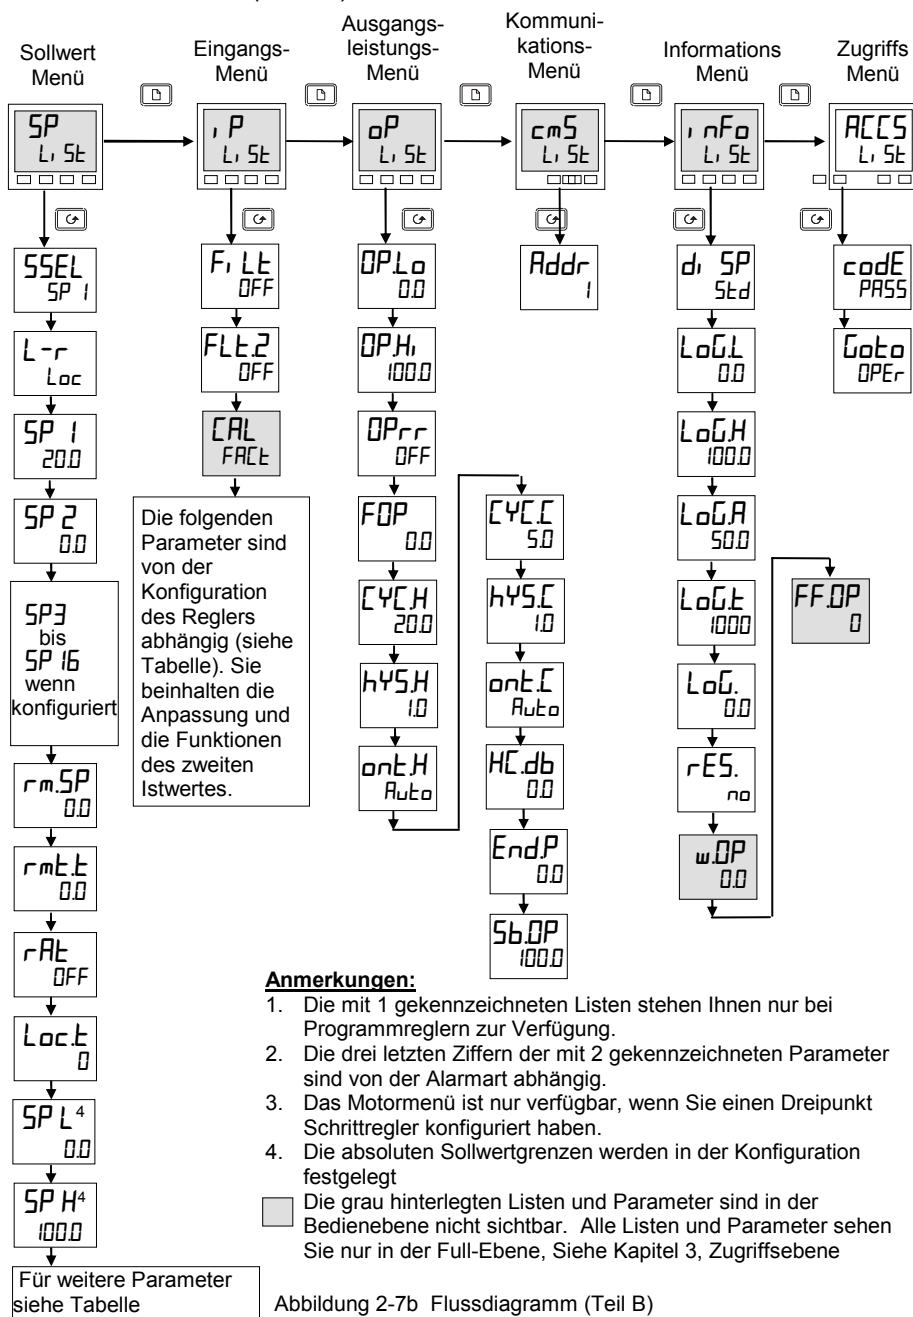 Sollwert
Menü
Eingangs-
Menü
Ausgangs-
leistungs-
Menü
Kommuni-
kations-
Menü
Informations
Menü
Zugriffs
Menü
SP
LiSt
iP
LiSt
oP
LiSt
cmS
LiSt
inFo
LiSt
ACCS
LiSt
SSEL
SP 1
L-r
Loc
SP 1
20.0
SP 2
0.0
SP3
bis
SP 16
wenn
konfiguriert
rm.SP
0.0
rmt.t
0.0
rAt
OFF
Loc.t
0
SP L4
0.0
SP H4
100.0
Für weitere Parameter
siehe Tabelle
FiLt
OFF
FLt.2
OFF
CAL
FACt
Die folgenden
Parameter sind
von der
Konfiguration
des Reglers
abhängig (siehe
Tabelle). Sie
beinhalten die
Anpassung und
die Funktionen
des zweiten
Istwertes.
OP.Lo
0.0
OP.Hi
100.0
OPrr
OFF
FOP
0.0
CYC.H
20.0
hYS.H
1.0
ont.H
Auto
CYC.C
5.0
hYS.C
1.0
ont.C
Auto
HC.db
0.0
End.P
0.0
Sb.OP
100.0
Addr
1
diSP
Std
LoG.L
0.0
LoG.H
100.0
LoG.A
50.0
LoG.t
1000
LoG.
0.0
rES.
no
w.OP
0.0
FF.OP
0
codE
PASS
Goto
OPEr
Anmerkungen:
1. Die mit 1 gekennzeichneten Listen stehen Ihnen nur bei
Programmreglern zur Verfügung.
2. Die drei letzten Ziffern der mit 2 gekennzeichneten Parameter
sind von der Alarmart abhängig.
3. Das Motormenü ist nur verfügbar, wenn Sie einen Dreipunkt
Schrittregler konfiguriert haben.
4. Die absoluten Sollwertgrenzen werden in der Konfiguration
festgelegt
Die grau hinterlegten Listen und Parameter sind in der
Bedienebene nicht sichtbar. Alle Listen und Parameter sehen
Sie nur in der Full-Ebene, Siehe Kapitel 3, Zugriffsebene
Abbildung 2-7b Flussdiagramm (Teil B)